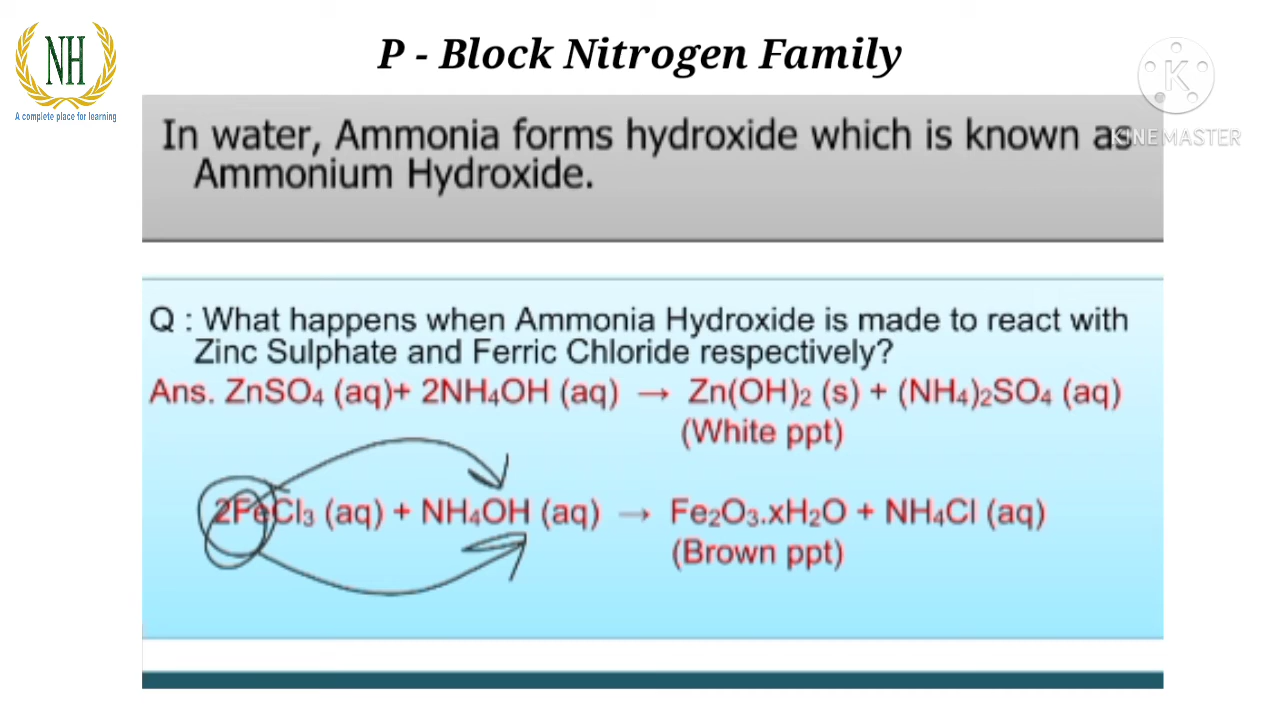 NH
A complete place for learning
P - Block Nitrogen Family
K
KINEMASTER
In water, Ammonia forms hydroxide which is known as
Ammonium Hydroxide.
Q : What happens when Ammonia Hydroxide is made to react with
Zinc Sulphate and Ferric Chloride respectively?
Ans. ZnSO₄ (aq)+ 2NH₄OH (aq) → Zn(OH)₂ (s) + (NH₄)₂SO₄ (aq)
(White ppt)
2FeCl₃ (aq) + NH₄OH (aq) → Fe₂O₃.xH₂O + NH₄Cl (aq)
(Brown ppt)